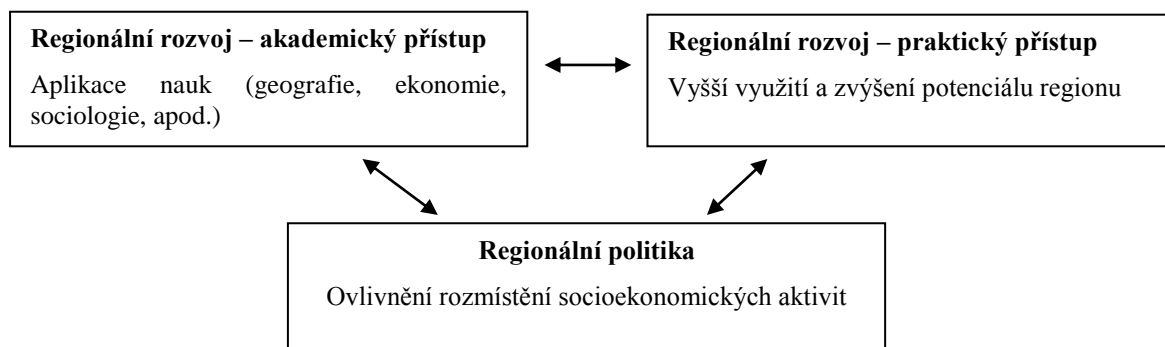 Regionální rozvoj – akademický přístup
Aplikace nauk (geografie, ekonomie,
sociologie, apod.)
Regionální rozvoj – praktický přístup
Vyšší využití a zvýšení potenciálu regionu
Regionální politika
Ovlivnění rozmístění socioekonomických aktivit